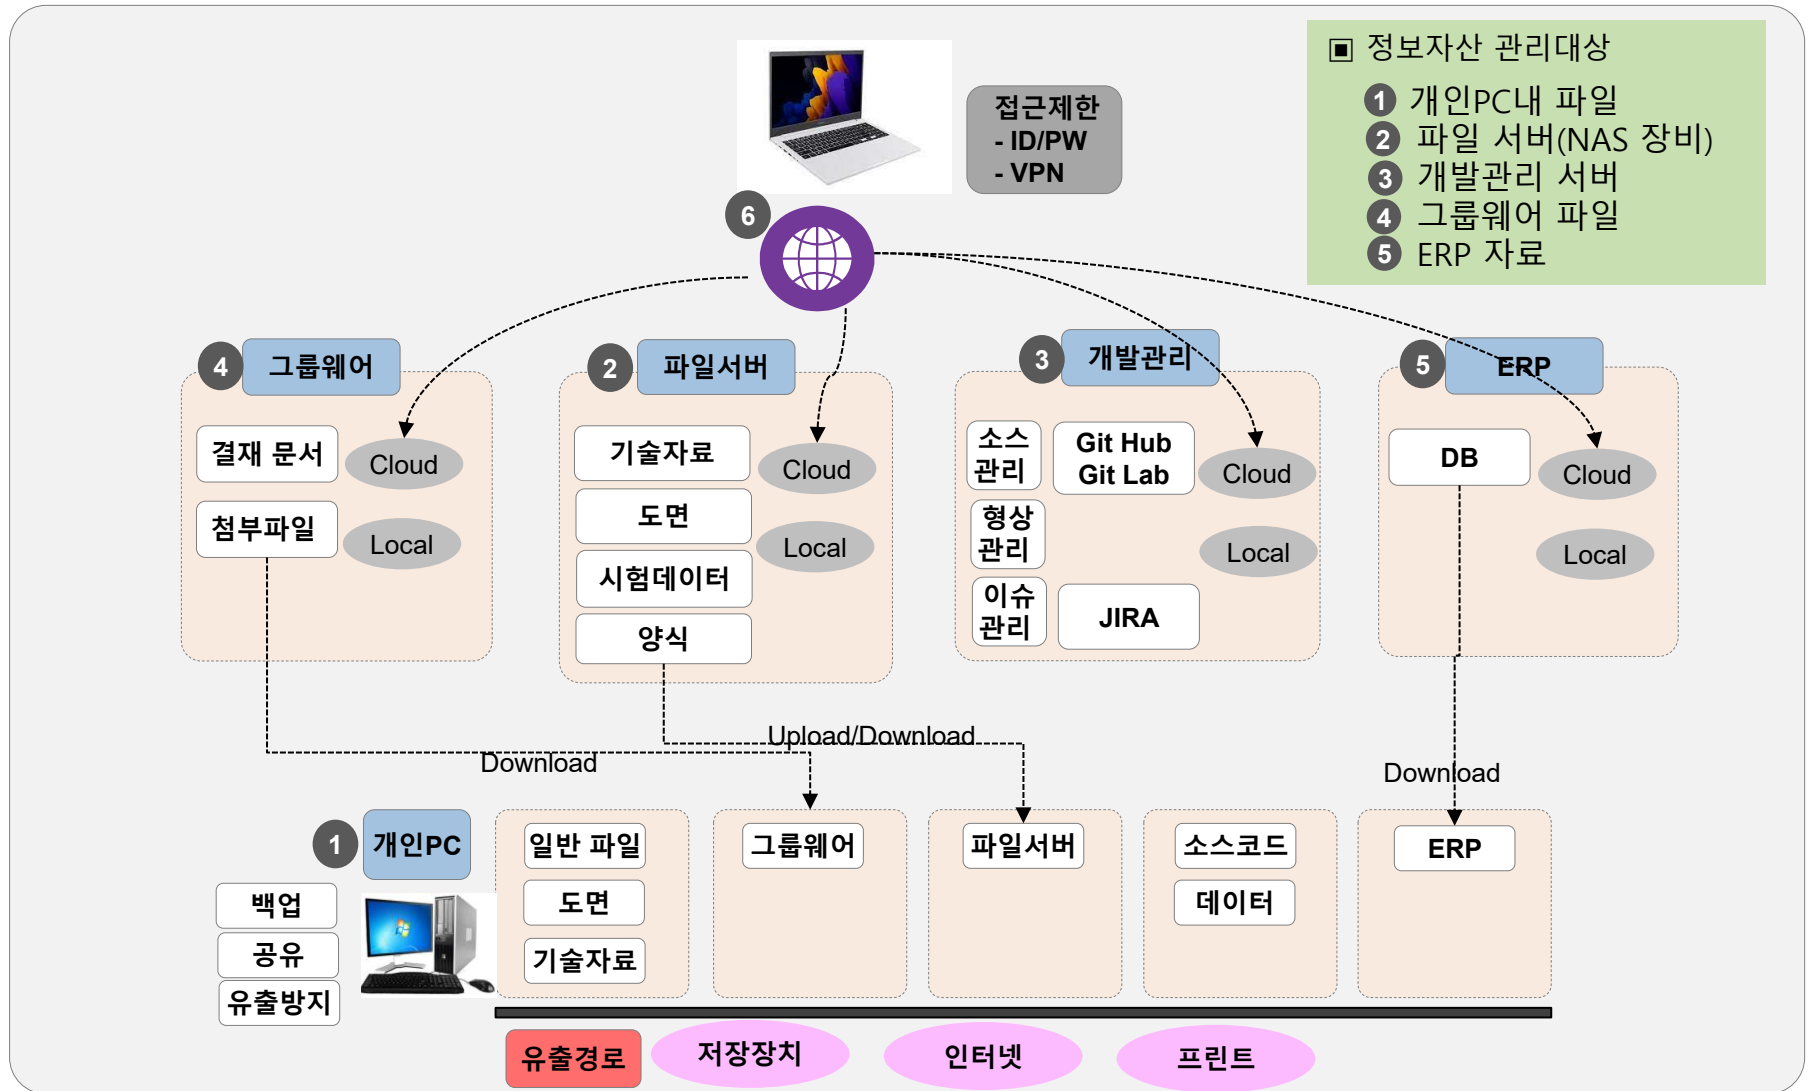 접근제한
- ID/PW
- VPN
▣ 정보자산 관리대상
1 개인PC내 파일
2 파일 서버(NAS 장비)
3 개발관리 서버
4 그룹웨어 파일
5 ERP 자료
6
4 그룹웨어
결재 문서
Cloud
첨부파일
Local
2 파일서버
기술자료
Cloud
도면
Local
시험데이터
양식
3 개발관리
소스
관리
Git Hub
Git Lab
Cloud
형상
관리
Local
이슈
관리
JIRA
5 ERP
DB
Cloud
Local
Upload/Download
Download
Download
1 개인PC
백업
공유
유출방지
일반 파일
도면
기술자료
그룹웨어
파일서버
소스코드
데이터
ERP
유출경로
저장장치
인터넷
프린트